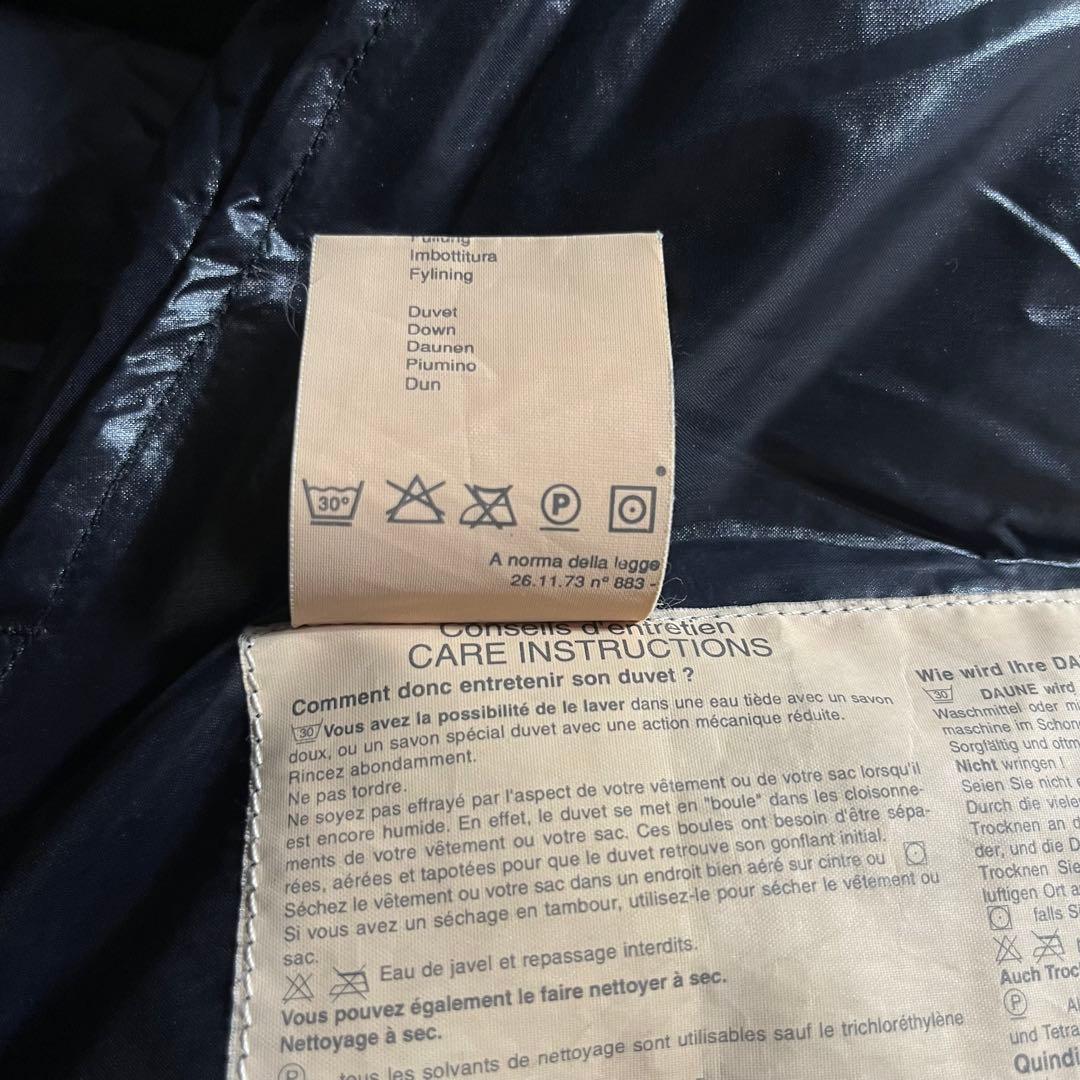 Füllung
Imbottitura
Fylining
Duvet
Down
Daunen
Piumino
Dun
30°
P
A norma della legge
26.11.73 n° 883 -
Conseils d'entretien
CARE INSTRUCTIONS
Comment donc entretenir son duvet ?
30 Vous avez la possibilité de le laver dans une eau tiède avec un savon
doux, ou un savon spécial duvet avec une action mécanique réduite.
Rincez abondamment.
Ne pas tordre.
Ne soyez pas effrayé par l'aspect de votre vêtement ou de votre sac lorsqu'il
est encore humide. En effet, le duvet se met en "boule" dans les cloisonne-
ments de votre vêtement ou votre sac. Ces boules ont besoin d'être sépa-
rées, aérées et tapotées pour que le duvet retrouve son gonflant initial.
Séchez le vêtement ou votre sac dans un endroit bien aéré sur cintre ou
Si vous avez un séchage en tambour, utilisez-le pour sécher le vêtement ou
sac.
Eau de javel et repassage interdits.
Vous pouvez également le faire nettoyer à sec.
Nettoyage à sec.
P tous les solvants de nettoyage sont utilisables sauf le trichloréthylène
Wie wird Ihre DA
30 DAUNE wird
Waschmittel oder mi
maschine im Schon
Sorgfältig und oftm
Nicht wringen !
Seien Sie nicht
Durch die viele
Trocknen an d
der, und die D
Trocknen Sie
luftigen Ort a
falls S
Auch Troc
P Al
und Tetra
Quindi